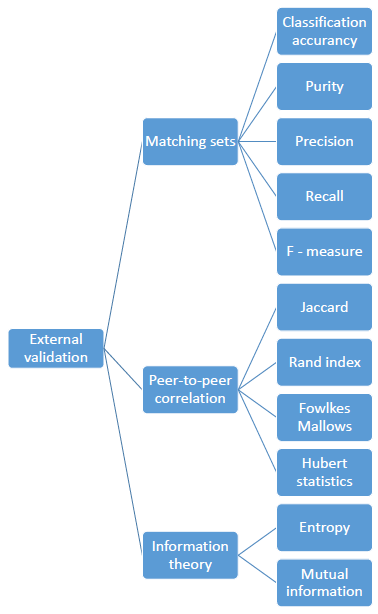 Classification
accurancy
Purity
Matching sets
Precision
Recall
F - measure
External
validation
Jaccard
Peer-to-peer
correlation
Rand index
Fowlkes
Mallows
Hubert
statistics
Information
theory
Entropy
Mutual
information